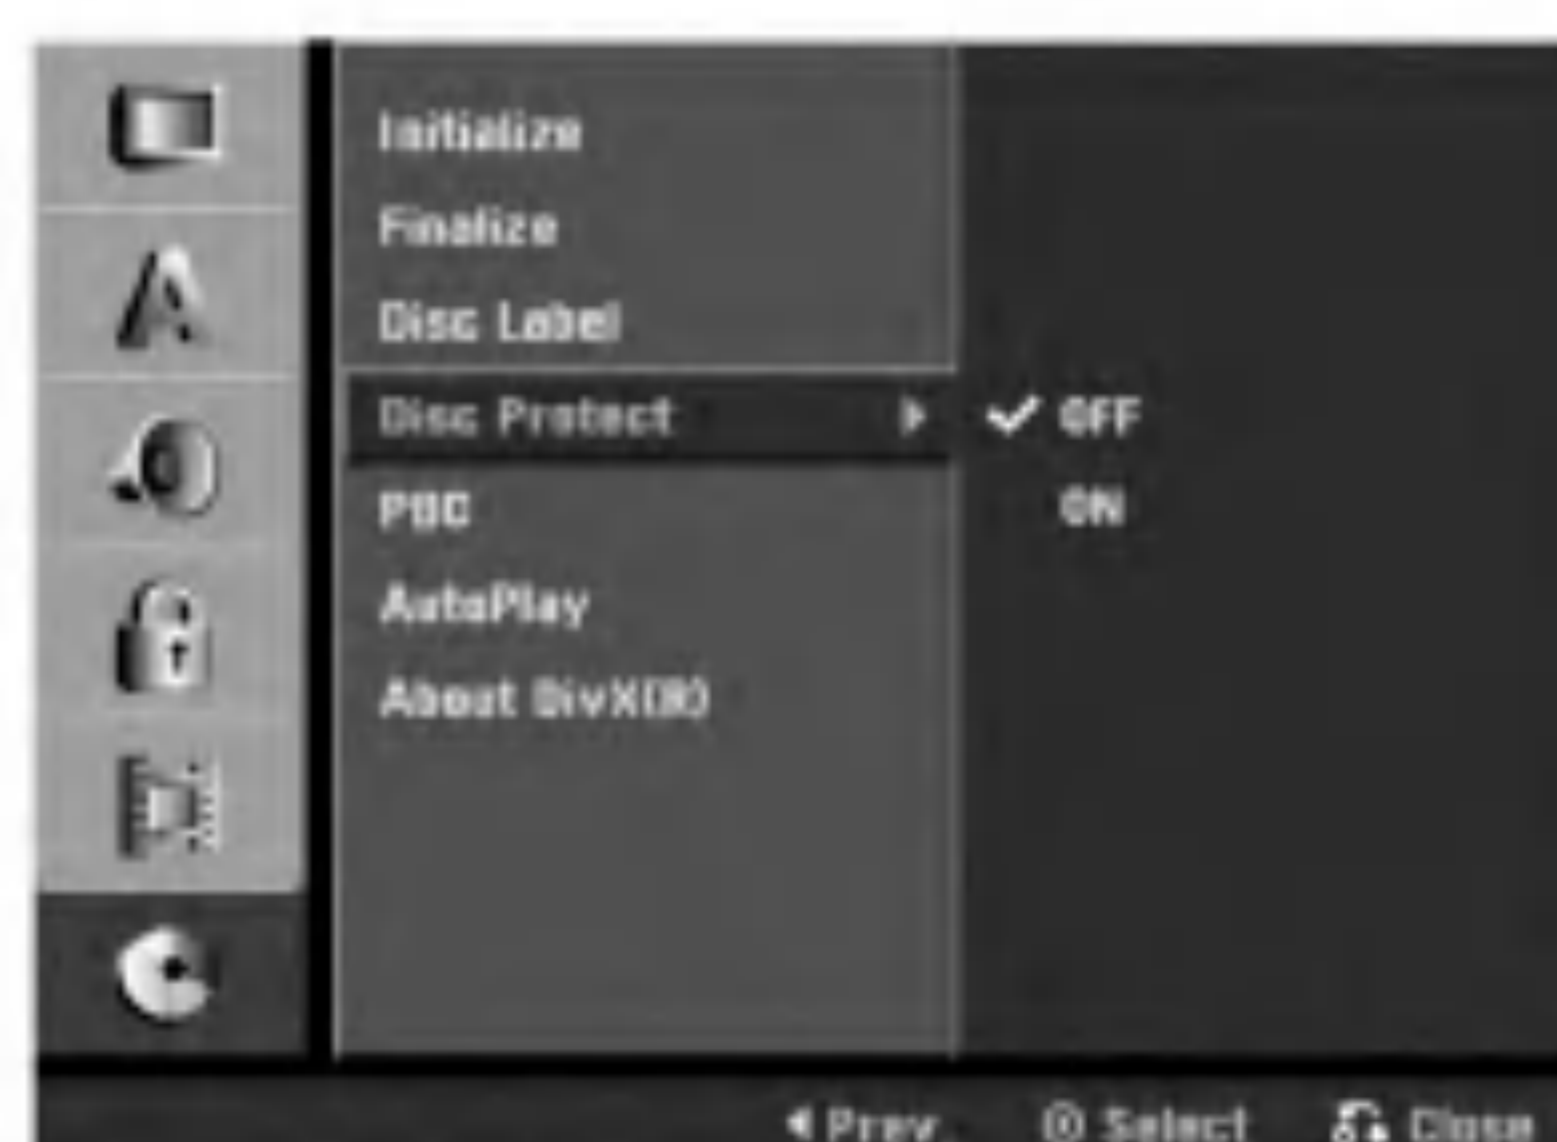 Initialize
Finalize
Disc Label
Disc Protect
OFF
PBC
ON
AutoPlay
About DivX(R)
Prev.
Select
Close